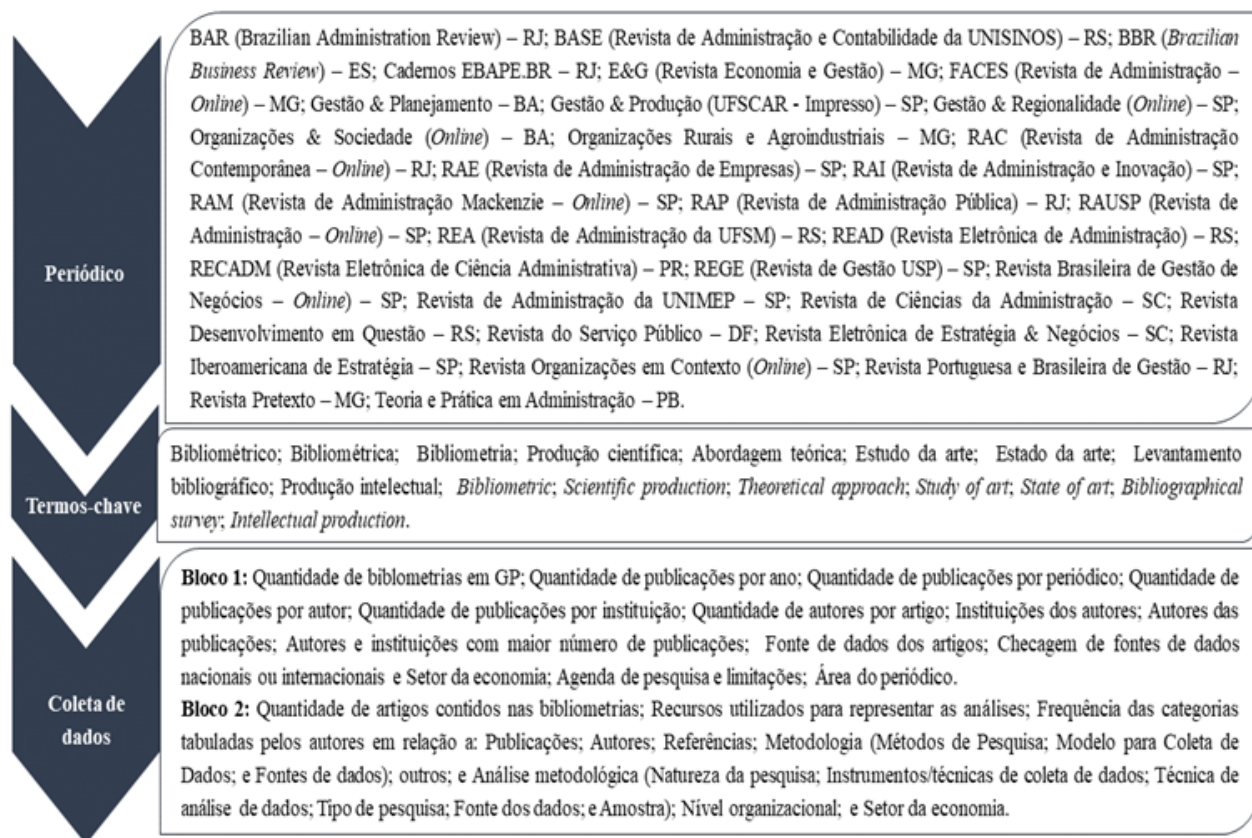 Periódico
BAR (Brazilian Administration Review) – RJ; BASE (Revista de Administração e Contabilidade da UNISINOS) – RS; BBR (Brazilian
Business Review) – ES; Cadernos EBAPE.BR – RJ; E&G (Revista Economia e Gestão) – MG; FACES (Revista de Administração –
Online) – MG; Gestão & Planejamento – BA; Gestão & Produção (UFSCAR - Impresso) – SP; Gestão & Regionalidade (Online) – SP;
Organizações & Sociedade (Online) – BA; Organizações Rurais e Agroindustriais – MG; RAC (Revista de Administração
Contemporânea – Online) – RJ; RAE (Revista de Administração de Empresas) – SP; RAI (Revista de Administração e Inovação) – SP;
RAM (Revista de Administração Mackenzie – Online) – SP; RAP (Revista de Administração Pública) – RJ; RAUSP (Revista de
Administração – Online) – SP; REA (Revista de Administração da UFSM) – RS; READ (Revista Eletrônica de Administração) – RS;
RECADM (Revista Eletrônica de Ciência Administrativa) – PR; REGE (Revista de Gestão USP) – SP; Revista Brasileira de Gestão de
Negócios – Online) – SP; Revista de Administração da UNIMEP – SP; Revista de Ciências da Administração – SC; Revista
Desenvolvimento em Questão – RS; Revista do Serviço Público – DF; Revista Eletrônica de Estratégia & Negócios – SC; Revista
Iberoamericana de Estratégia – SP; Revista Organizações em Contexto (Online) – SP; Revista Portuguesa e Brasileira de Gestão – RJ;
Revista Pretexto – MG; Teoria e Prática em Administração – PB.
Termos-chave
Bibliométrico; Bibliométrica; Bibliometria; Produção científica; Abordagem teórica; Estudo da arte; Estado da arte; Levantamento
bibliográfico; Produção intelectual; Bibliometric; Scientific production; Theoretical approach; Study of art; State of art; Bibliographical
survey; Intellectual production.
Coleta de
dados
Bloco 1: Quantidade de biblometrias em GP; Quantidade de publicações por ano; Quantidade de publicações por periódico; Quantidade de
publicações por autor; Quantidade de publicações por instituição; Quantidade de autores por artigo; Instituições dos autores; Autores das
publicações; Autores e instituições com maior número de publicações; Fonte de dados dos artigos; Checagem de fontes de dados
nacionais ou internacionais e Setor da economia; Agenda de pesquisa e limitações; Área do periódico.
Bloco 2: Quantidade de artigos contidos nas bibliometrias; Recursos utilizados para representar as análises; Frequência das categorias
tabuladas pelos autores em relação a: Publicações; Autores; Referências; Metodologia (Métodos de Pesquisa; Modelo para Coleta de
Dados; e Fontes de dados); outros; e Análise metodológica (Natureza da pesquisa; Instrumentos/técnicas de coleta de dados; Técnica de
análise de dados; Tipo de pesquisa; Fonte dos dados; e Amostra); Nível organizacional; e Setor da economia.